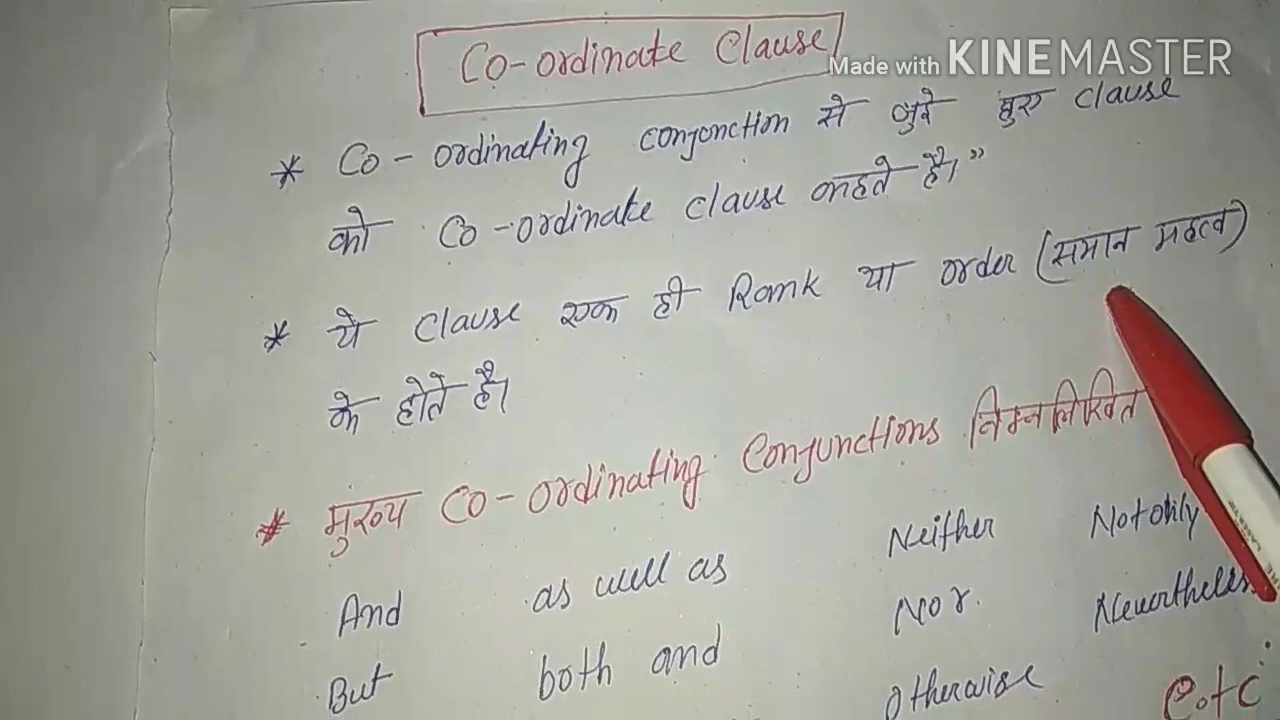 Co-ordinate Clause
Made with KINEMASTER
* Co-ordinating conjonction से जुड़े हुए clause
को Co-ordinate clause कहते है।”
* ये clause एक ही Rank या order (समान महत्व)
के होते है।
* मुख्य Co-ordinating Conjunctions निम्नलिखित
And as well as Neither Not only
But both and Nor Nevertheless
otherwise etc